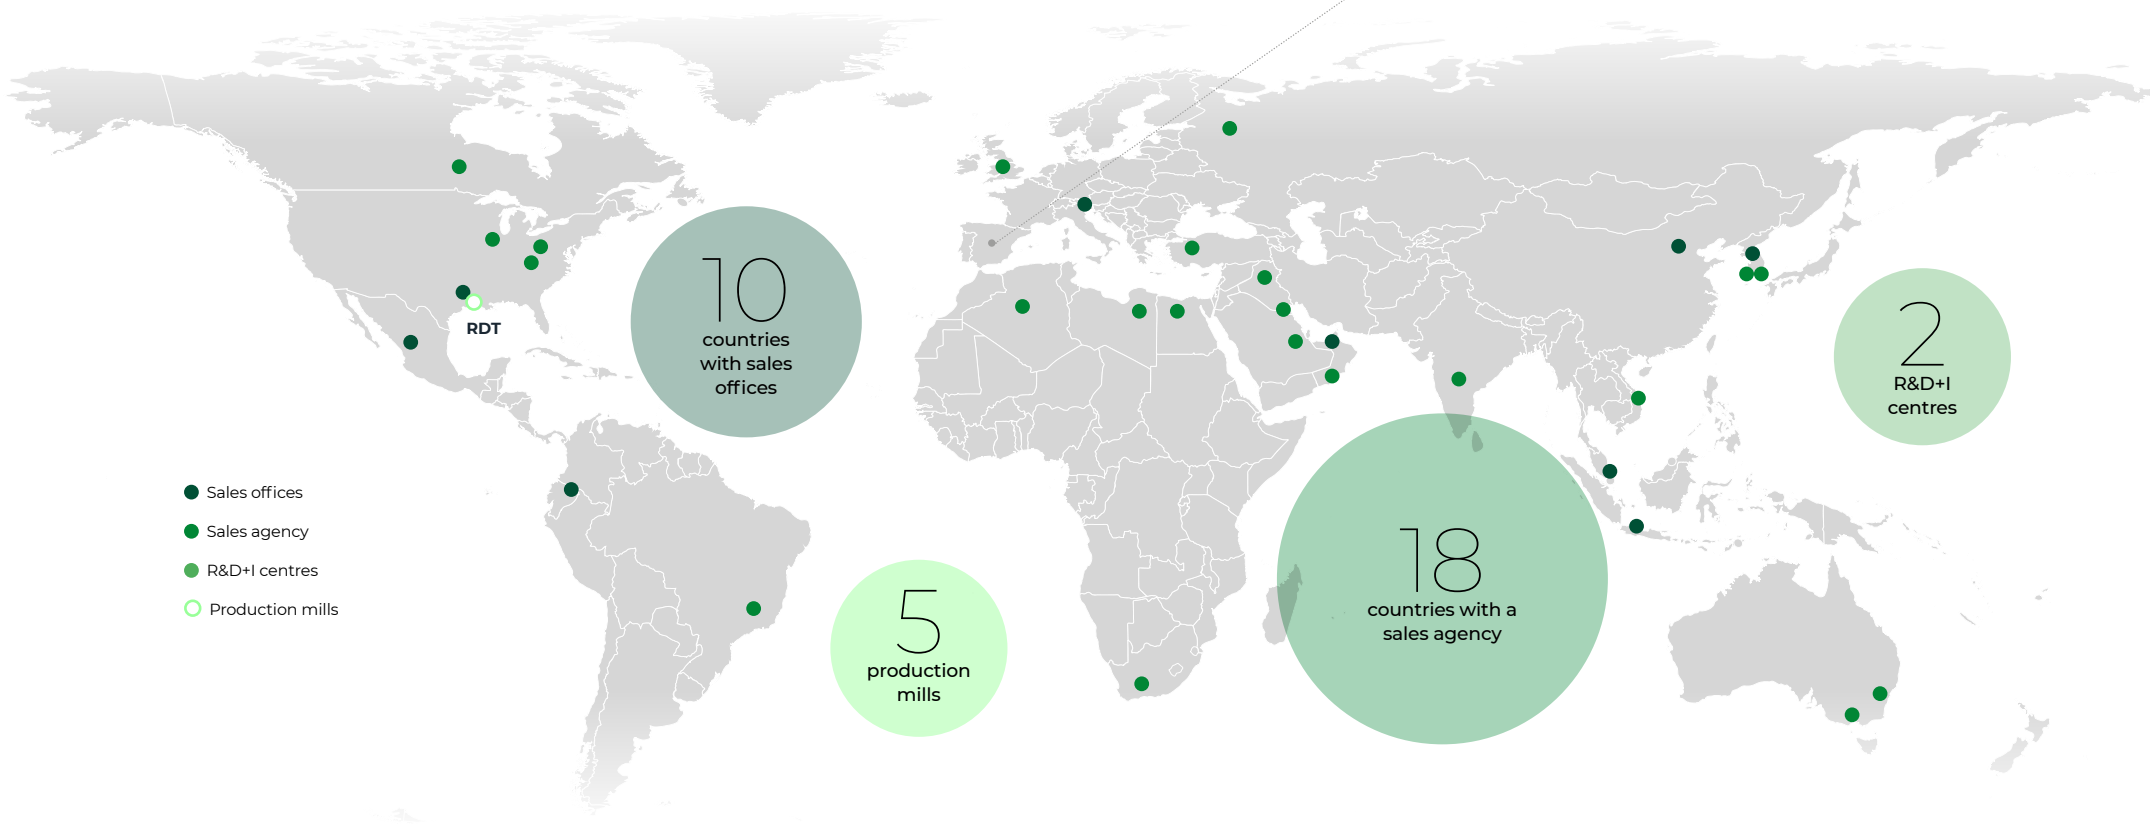 RDT
10
countries
with sales
offices
2
R&D+I
centres
Sales offices
Sales agency
R&D+I centres
Production mills
5
production
mills
18
countries with a
sales agency